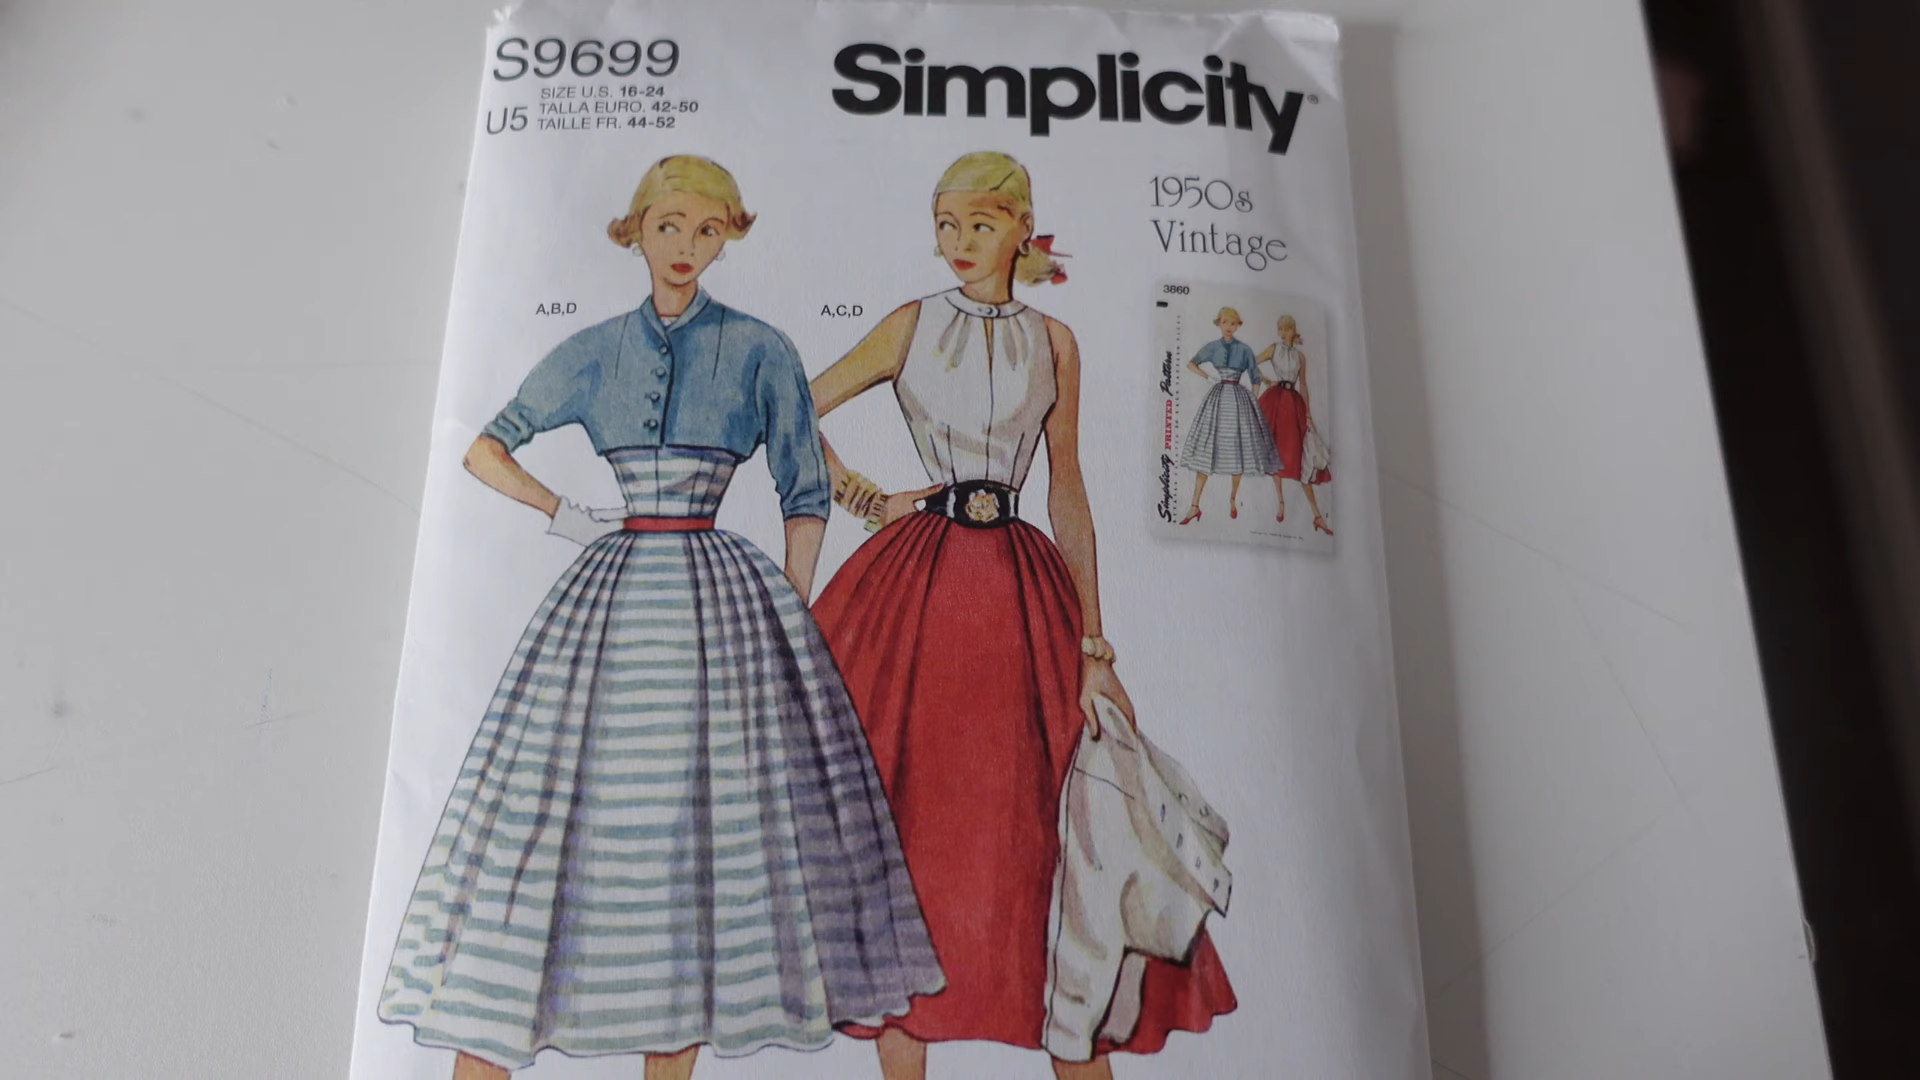 S9699
SIZE U.S. 16-24
U5 TALLA EURO. 42-50
TAILLE FR. 44-52
Simplicity®
1950s
Vintage
A,B,D
A,C,D
3860
Simplicity PRINTED Pattern